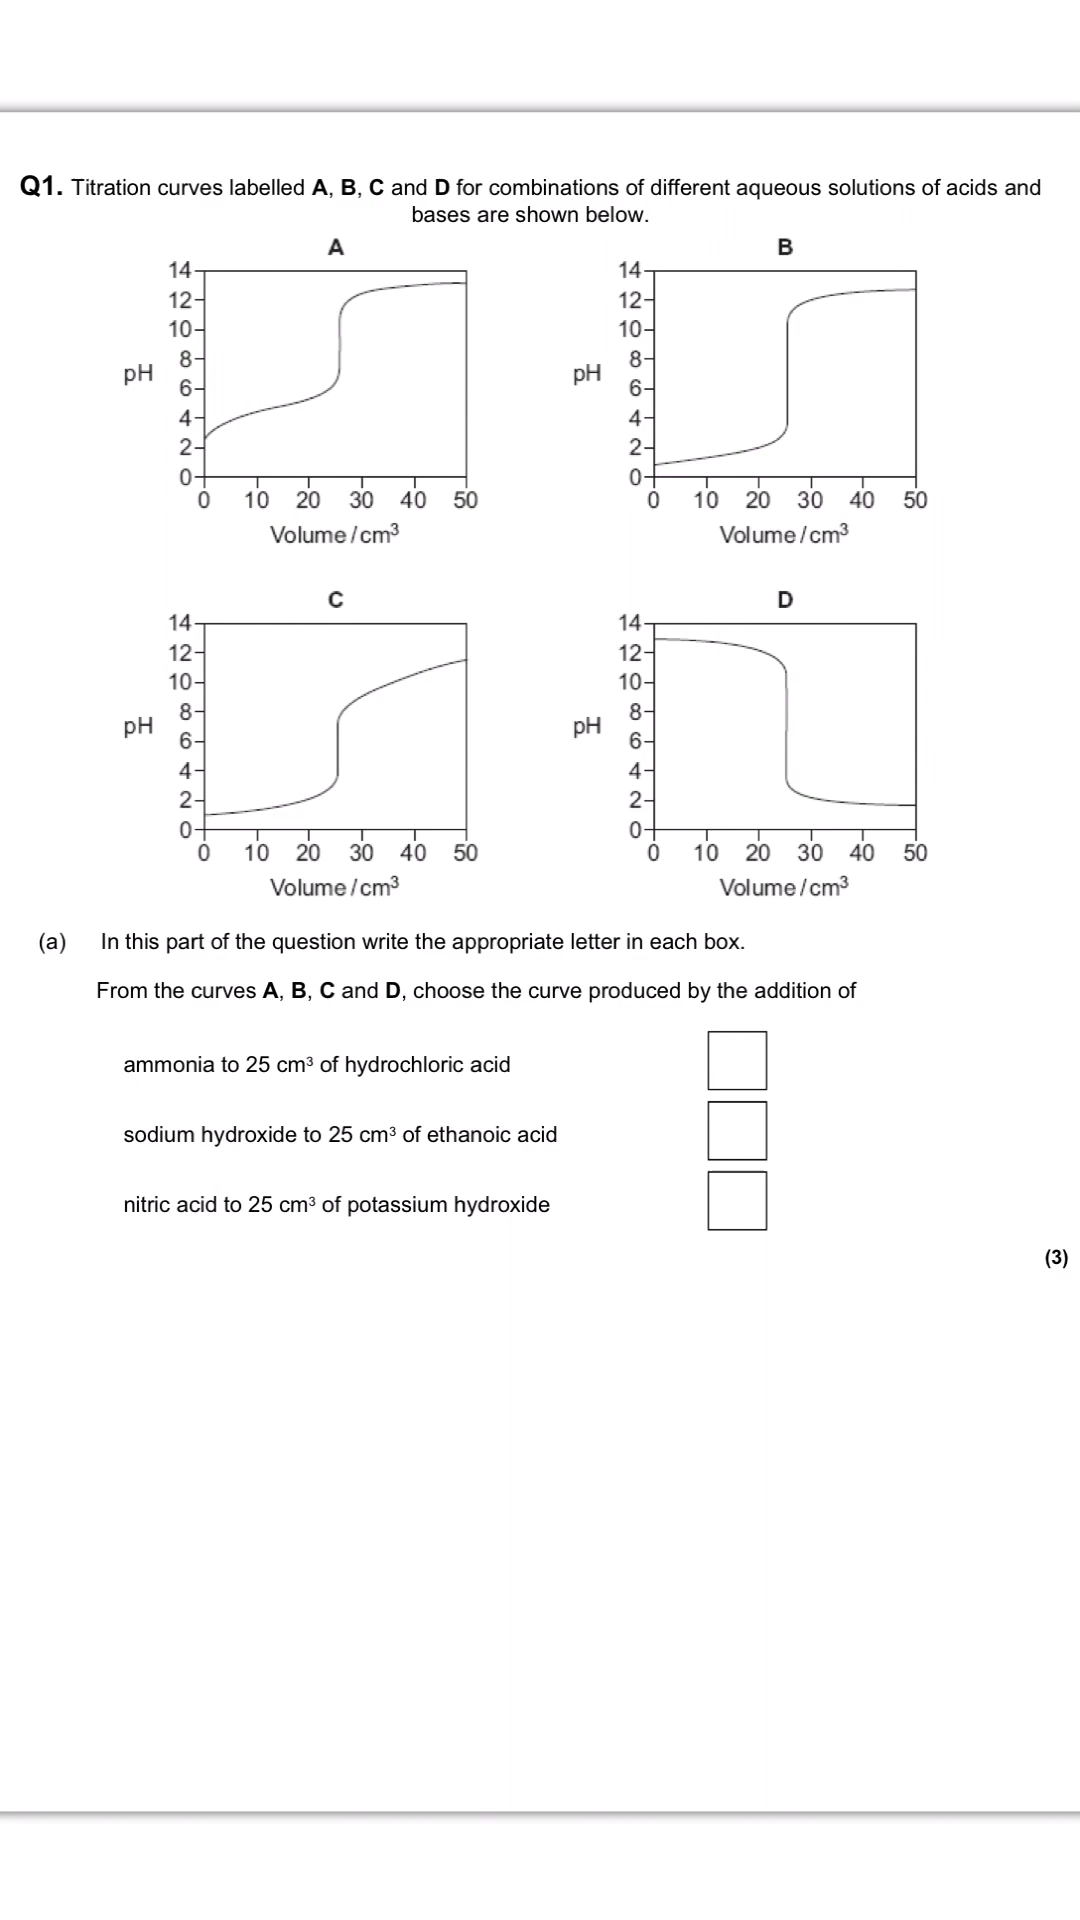 Q1. Titration curves labelled A, B, C and D for combinations of different aqueous solutions of acids and
bases are shown below.
A
14
12
10
8
6
4
2
0
pH
0 10 20 30 40 50
Volume / cm³
B
14
12
10
8
6
4
2
0
pH
0 10 20 30 40 50
Volume / cm³
C
14
12
10
8
6
4
2
0
pH
0 10 20 30 40 50
Volume / cm³
D
14
12
10
8
6
4
2
0
pH
0 10 20 30 40 50
Volume / cm³
(a) In this part of the question write the appropriate letter in each box.
From the curves A, B, C and D, choose the curve produced by the addition of
ammonia to 25 cm³ of hydrochloric acid
sodium hydroxide to 25 cm³ of ethanoic acid
nitric acid to 25 cm³ of potassium hydroxide
(3)